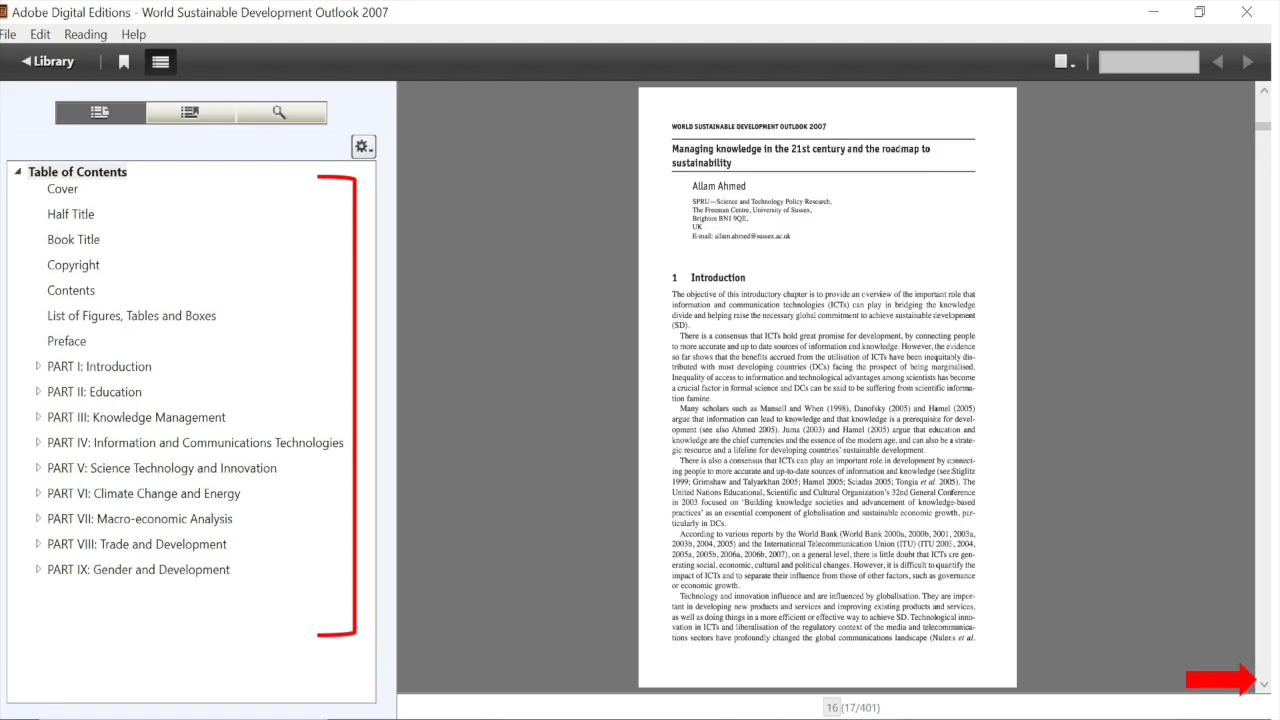 Adobe Digital Editions - World Sustainable Development Outlook 2007
File Edit Reading Help
Library
Table of Contents
Cover
Half Title
Book Title
Copyright
Contents
List of Figures, Tables and Boxes
Preface
PART I: Introduction
PART II: Education
PART III: Knowledge Management
PART IV: Information and Communications Technologies
PART V: Science Technology and Innovation
PART VI: Climate Change and Energy
PART VII: Macro-economic Analysis
PART VIII: Trade and Development
PART IX: Gender and Development
WORLD SUSTAINABLE DEVELOPMENT OUTLOOK 2007
Managing knowledge in the 21st century and the roadmap to
sustainability
Allam Ahmed
SPRU—Science and Technology Policy Research,
The Freeman Centre, University of Sussex,
Brighton BN1 9QE,
UK
E-mail: allam.ahmed@sussex.ac.uk
1 Introduction
The objective of this introductory chapter is to provide an overview of the important role that
information and communication technologies (ICTs) can play in bridging the knowledge
divide and helping raise the necessary global commitment to achieve sustainable development
(SD).
There is a consensus that ICTs hold great promise for development, by connecting people
to more accurate and up to date sources of information and knowledge. However, the evidence
so far shows that the benefits accrued from the utilisation of ICTs have been inequitably dis-
tributed with most developing countries (DCs) facing the prospect of being marginalised.
Inequality of access to information and technological advantages among scientists has become
a crucial factor in formal science and DCs can be said to be suffering from scientific informa-
tion famine.
Many scholars such as Mansell and When (1998), Danofsky (2005) and Hamel (2005)
argue that information can lead to knowledge and that knowledge is a prerequisite for devel-
opment (see also Ahmed 2005). Juma (2003) and Hamel (2005) argue that education and
knowledge are the chief currencies and the essence of the modern age, and can also be a strate-
gic resource and a lifeline for developing countries' sustainable development.
There is also a consensus that ICTs can play an important role in development by connect-
ing people to more accurate and up-to-date sources of information and knowledge (see Stiglitz
1999; Grimshaw and Talyarkhan 2005; Hamel 2005; Sciadas 2005; Tongia et al. 2005). The
United Nations Educational, Scientific and Cultural Organization's 32nd General Conference
in 2003 focused on 'Building knowledge societies and advancement of knowledge-based
practices' as an essential component of globalisation and sustainable economic growth, par-
ticularly in DCs.
According to various reports by the World Bank (World Bank 2000a, 2000b, 2001, 2003a,
2003b, 2004, 2005) and the International Telecommunication Union (ITU) (ITU 2003, 2004,
2005a, 2005b, 2006a, 2006b, 2007), on a general level, there is little doubt that ICTs are gen-
erating social, economic, cultural and political changes. However, it is difficult to quantify the
impact of ICTs and to separate their influence from those of other factors, such as governance
or economic growth.
Technology and innovation influence and are influenced by globalisation. They are impor-
tant in developing new products and services and improving existing products and services,
as well as doing things in a more efficient or effective way to achieve SD. Technological inno-
vation in ICTs and liberalisation of the regulatory context of the media and telecommunica-
tions sectors have profoundly changed the global communications landscape (Nulens et al.
16 (17/401)